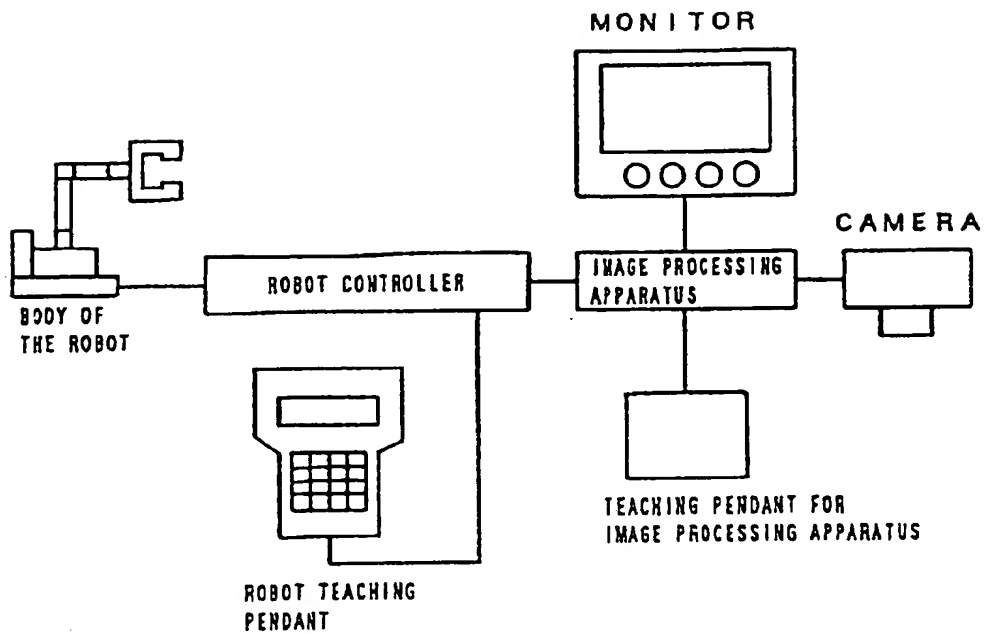 MONITOR
CAMERA
ROBOT CONTROLLER
IMAGE PROCESSING
APPARATUS
BODY OF
THE ROBOT
TEACHING PENDANT FOR
IMAGE PROCESSING APPARATUS
ROBOT TEACHING
PENDANT